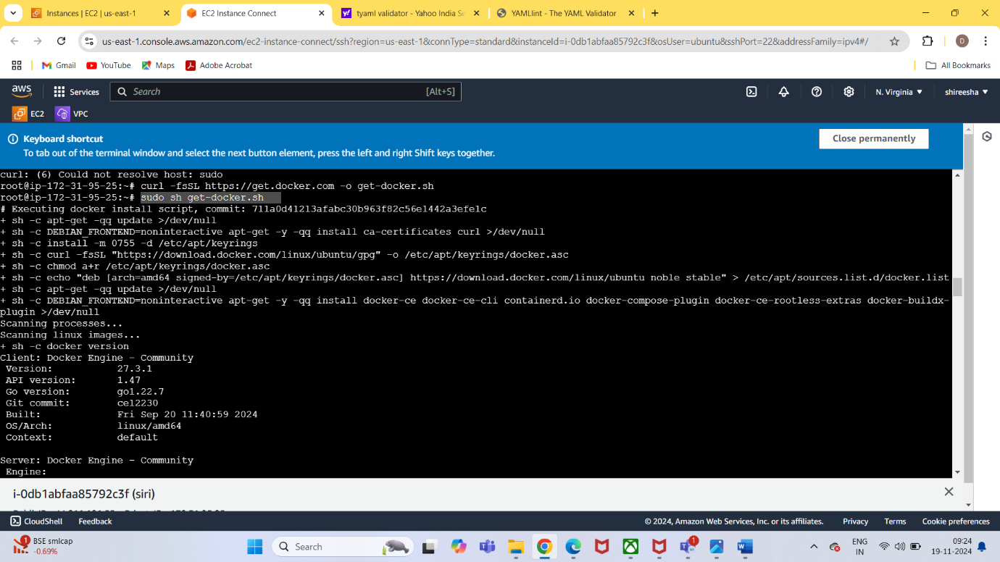 Instances | EC2 | us-east-1
EC2 Instance Connect
tyaml validator - Yahoo India Se
YAMLlint - The YAML Validator
us-east-1.console.aws.amazon.com/ec2-instance-connect/ssh?region=us-east-1&connType=standard&instanceId=i-0db1abfaa85792c3f&osUser=ubuntu&sshPort=22&addressFamily=ipv4#/
D
Gmail
YouTube
Maps
Adobe Acrobat
All Bookmarks
aws
Services
Search
[Alt+S]
N. Virginia
shireesha
EC2
VPC
Keyboard shortcut
To tab out of the terminal window and select the next button element, press the left and right Shift keys together.
Close permanently
curl: (6) Could not resolve host: sudo
root@ip-172-31-95-25:~# curl -fsSL https://get.docker.com -o get-docker.sh
root@ip-172-31-95-25:~# sudo sh get-docker.sh
# Executing docker install script, commit: 711a0d41213afabc30b963f82c56e1442a3efe1c
+ sh -c apt-get -qq update >/dev/null
+ sh -c DEBIAN_FRONTEND=noninteractive apt-get -y -qq install ca-certificates curl >/dev/null
+ sh -c install -m 0755 -d /etc/apt/keyrings
+ sh -c curl -fsSL "https://download.docker.com/linux/ubuntu/gpg" -o /etc/apt/keyrings/docker.asc
+ sh -c chmod a+r /etc/apt/keyrings/docker.asc
+ sh -c echo "deb [arch=amd64 signed-by=/etc/apt/keyrings/docker.asc] https://download.docker.com/linux/ubuntu noble stable" > /etc/apt/sources.list.d/docker.list
+ sh -c apt-get -qq update >/dev/null
+ sh -c DEBIAN_FRONTEND=noninteractive apt-get -y -qq install docker-ce docker-ce-cli containerd.io docker-compose-plugin docker-ce-rootless-extras docker-buildx-
plugin >/dev/null
Scanning processes...
Scanning linux images...
+ sh -c docker version
Client: Docker Engine - Community
Version: 27.3.1
API version: 1.47
Go version: go1.22.7
Git commit: ce12230
Built: Fri Sep 20 11:40:59 2024
OS/Arch: linux/amd64
Context: default
Server: Docker Engine - Community
Engine:
i-0db1abfaa85792c3f (siri)
CloudShell
Feedback
© 2024, Amazon Web Services, Inc. or its affiliates.
Privacy
Terms
Cookie preferences
1
BSE smlcap
-0.69%
Search
1
ENG
IN
09:24
19-11-2024